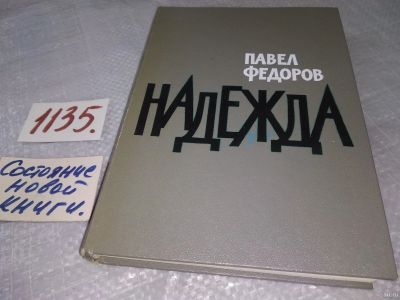 ПАВЕЛ
ФЕДОРОВ
НАДЕЖДА
1135.
Состояние
новой
книги.